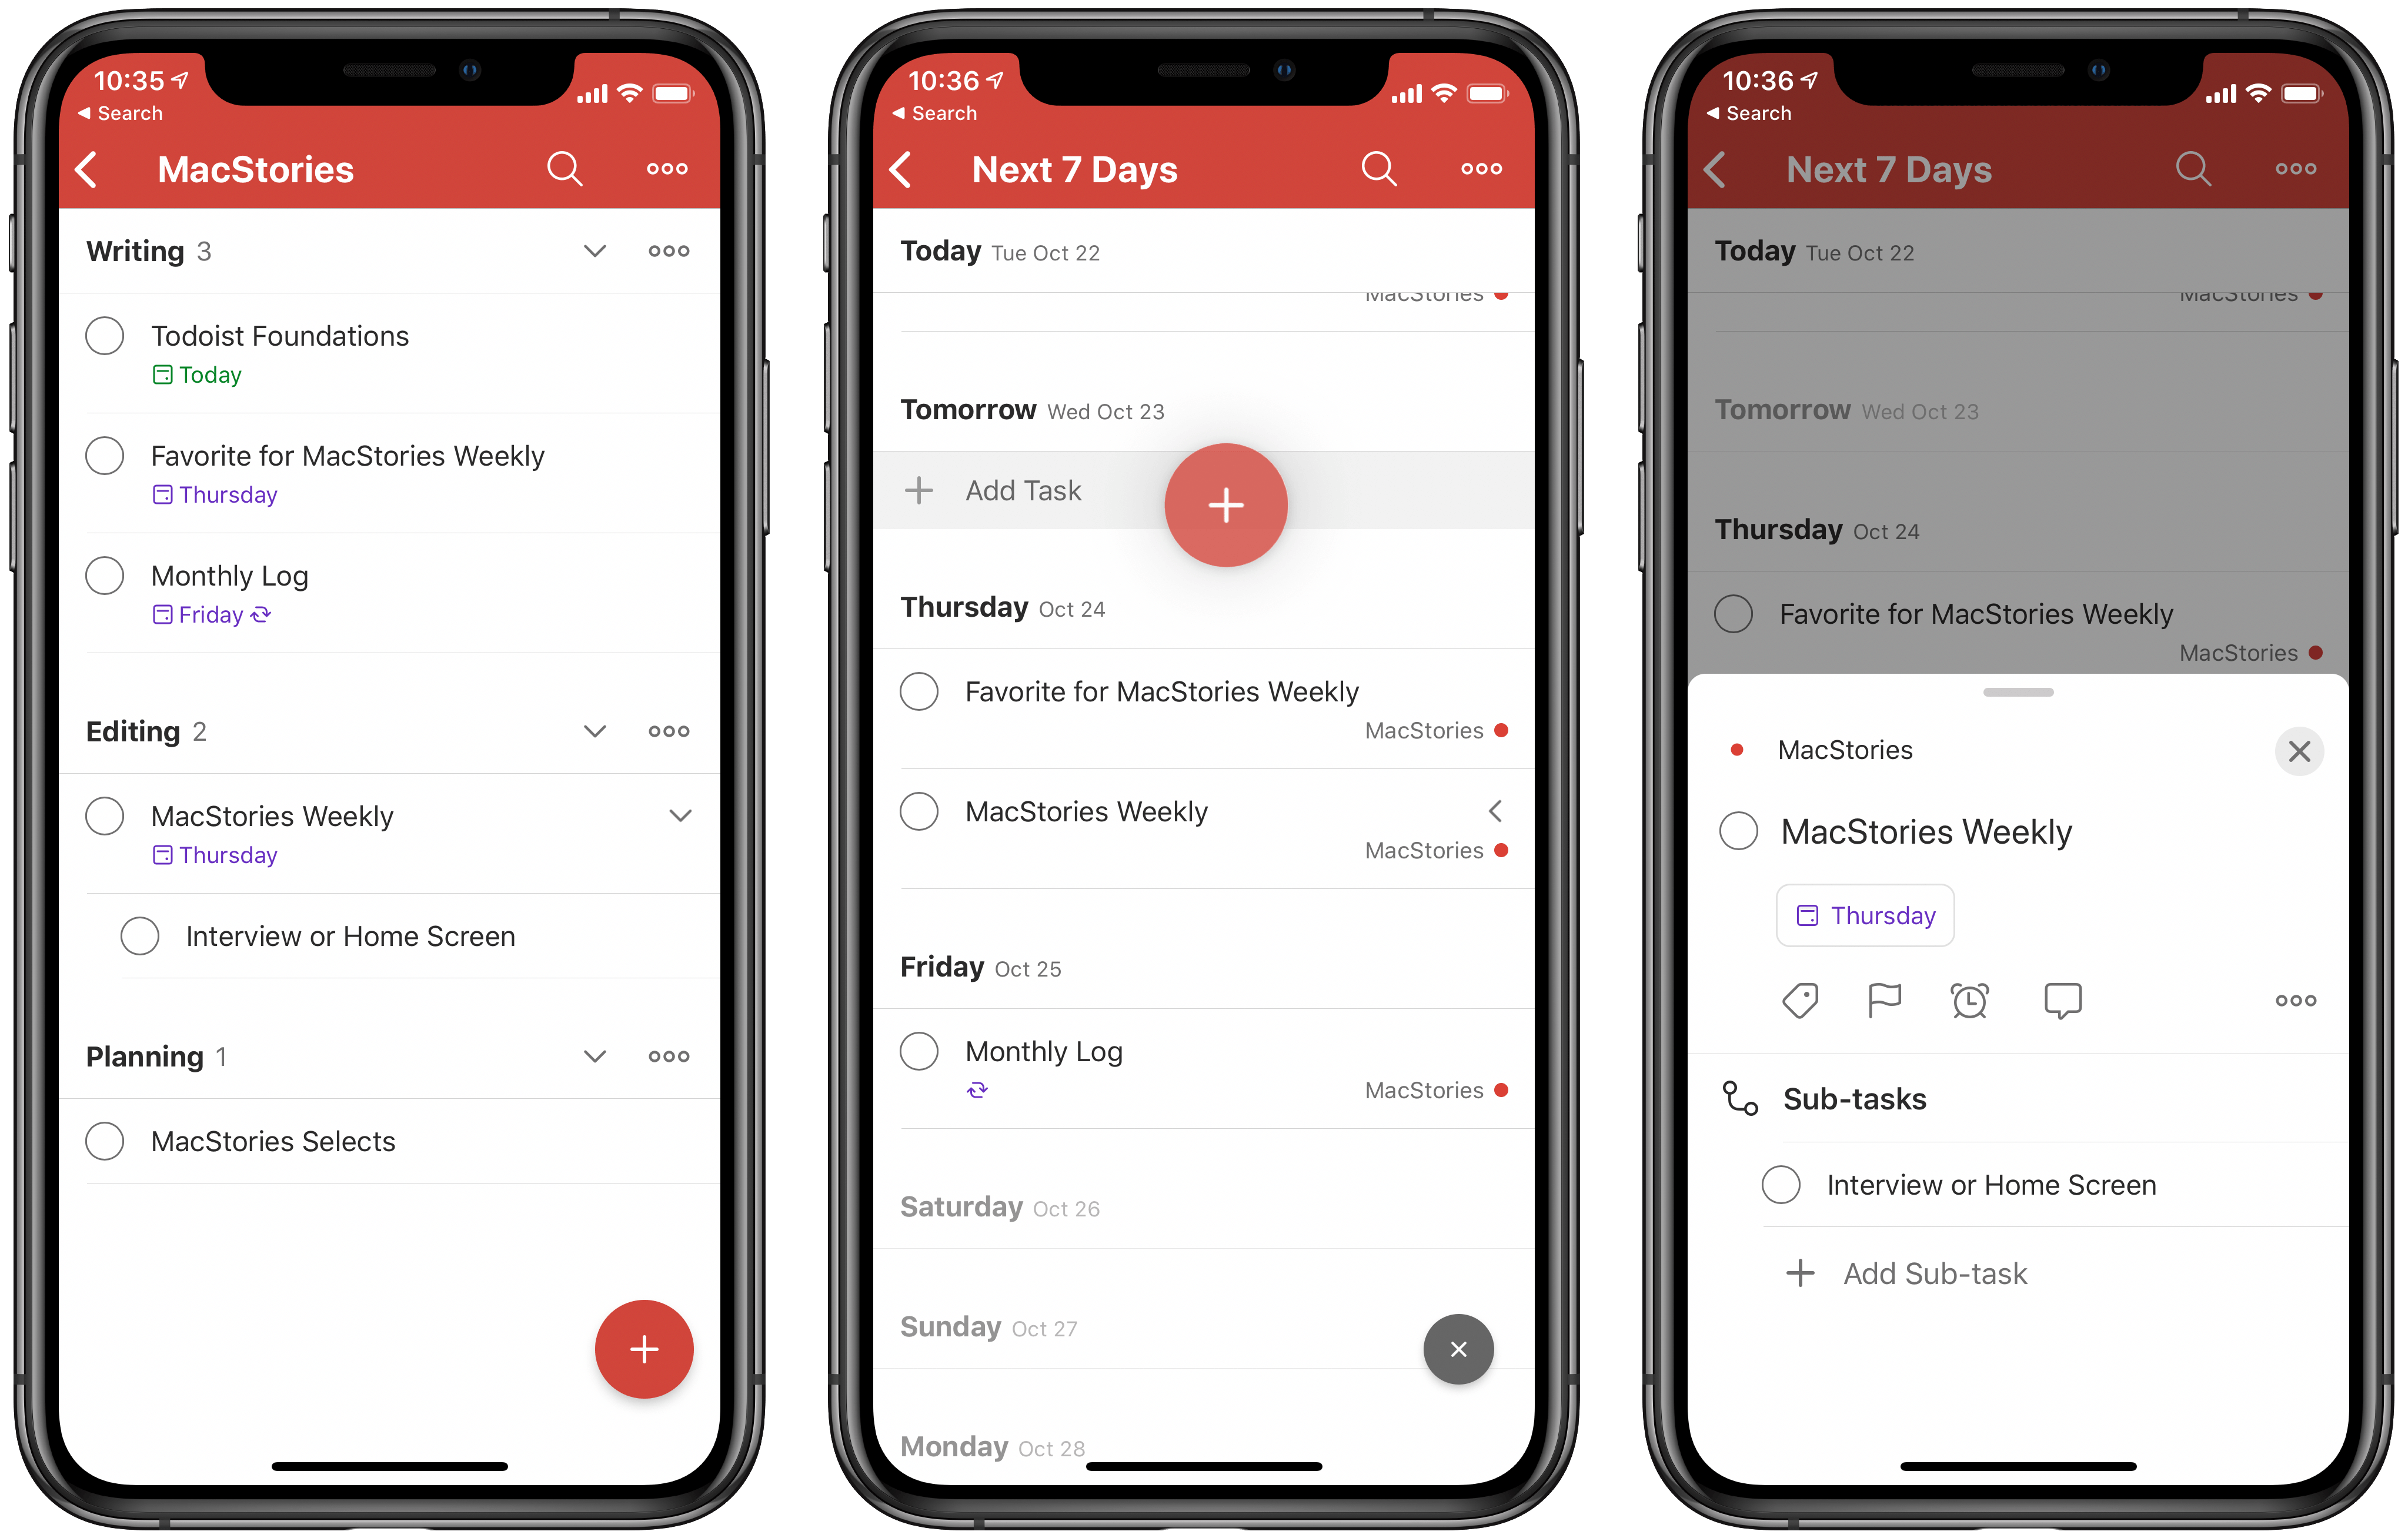 10:35
Search
MacStories
Writing 3
Todoist Foundations
Today
Favorite for MacStories Weekly
Thursday
Monthly Log
Friday
Editing 2
MacStories Weekly
Thursday
Interview or Home Screen
Planning 1
MacStories Selects
10:36
Search
Next 7 Days
Today Tue Oct 22
MacStories
Tomorrow Wed Oct 23
Add Task
Thursday Oct 24
Favorite for MacStories Weekly
MacStories
MacStories Weekly
MacStories
Friday Oct 25
Monthly Log
MacStories
Saturday Oct 26
Sunday Oct 27
Monday Oct 28
10:36
Search
Next 7 Days
Today Tue Oct 22
MacStories
Tomorrow Wed Oct 23
Thursday Oct 24
Favorite for MacStories Weekly
MacStories
MacStories
MacStories Weekly
Thursday
Sub-tasks
Interview or Home Screen
Add Sub-task